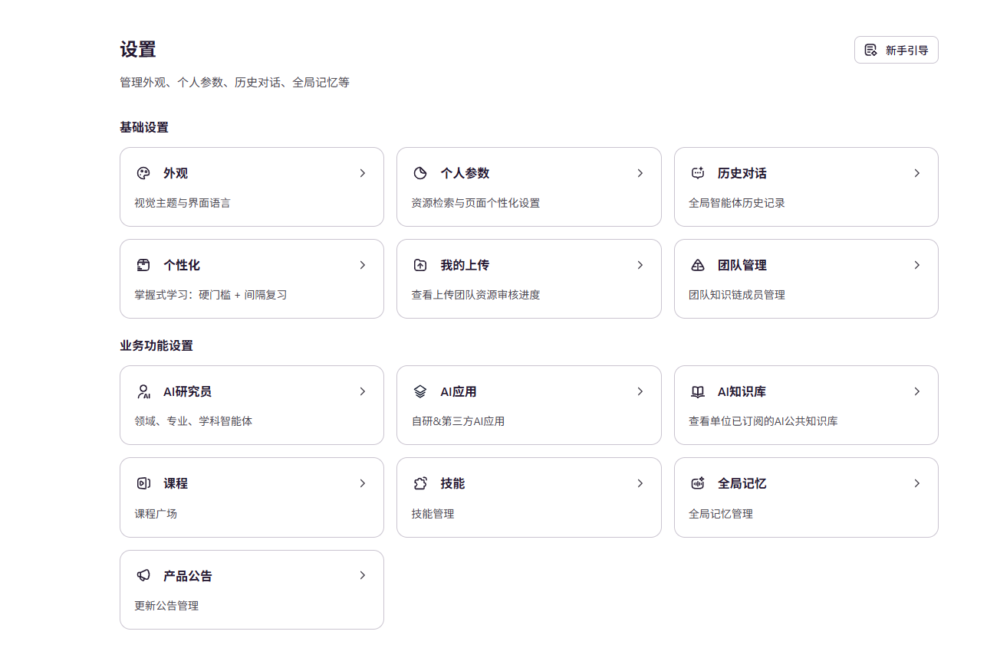 设置
新手引导
管理外观、个人参数、历史对话、全局记忆等
基础设置
外观
视觉主题与界面语言
个人参数
资源检索与页面个性化设置
历史对话
全局智能体历史记录
个性化
掌握式学习：硬门槛 + 间隔复习
我的上传
查看上传团队资源审核进度
团队管理
团队知识链成员管理
业务功能设置
AI研究员
领域、专业、学科智能体
AI应用
自研&第三方AI应用
AI知识库
查看单位已订阅的AI公共知识库
课程
课程广场
技能
技能管理
全局记忆
全局记忆管理
产品公告
更新公告管理